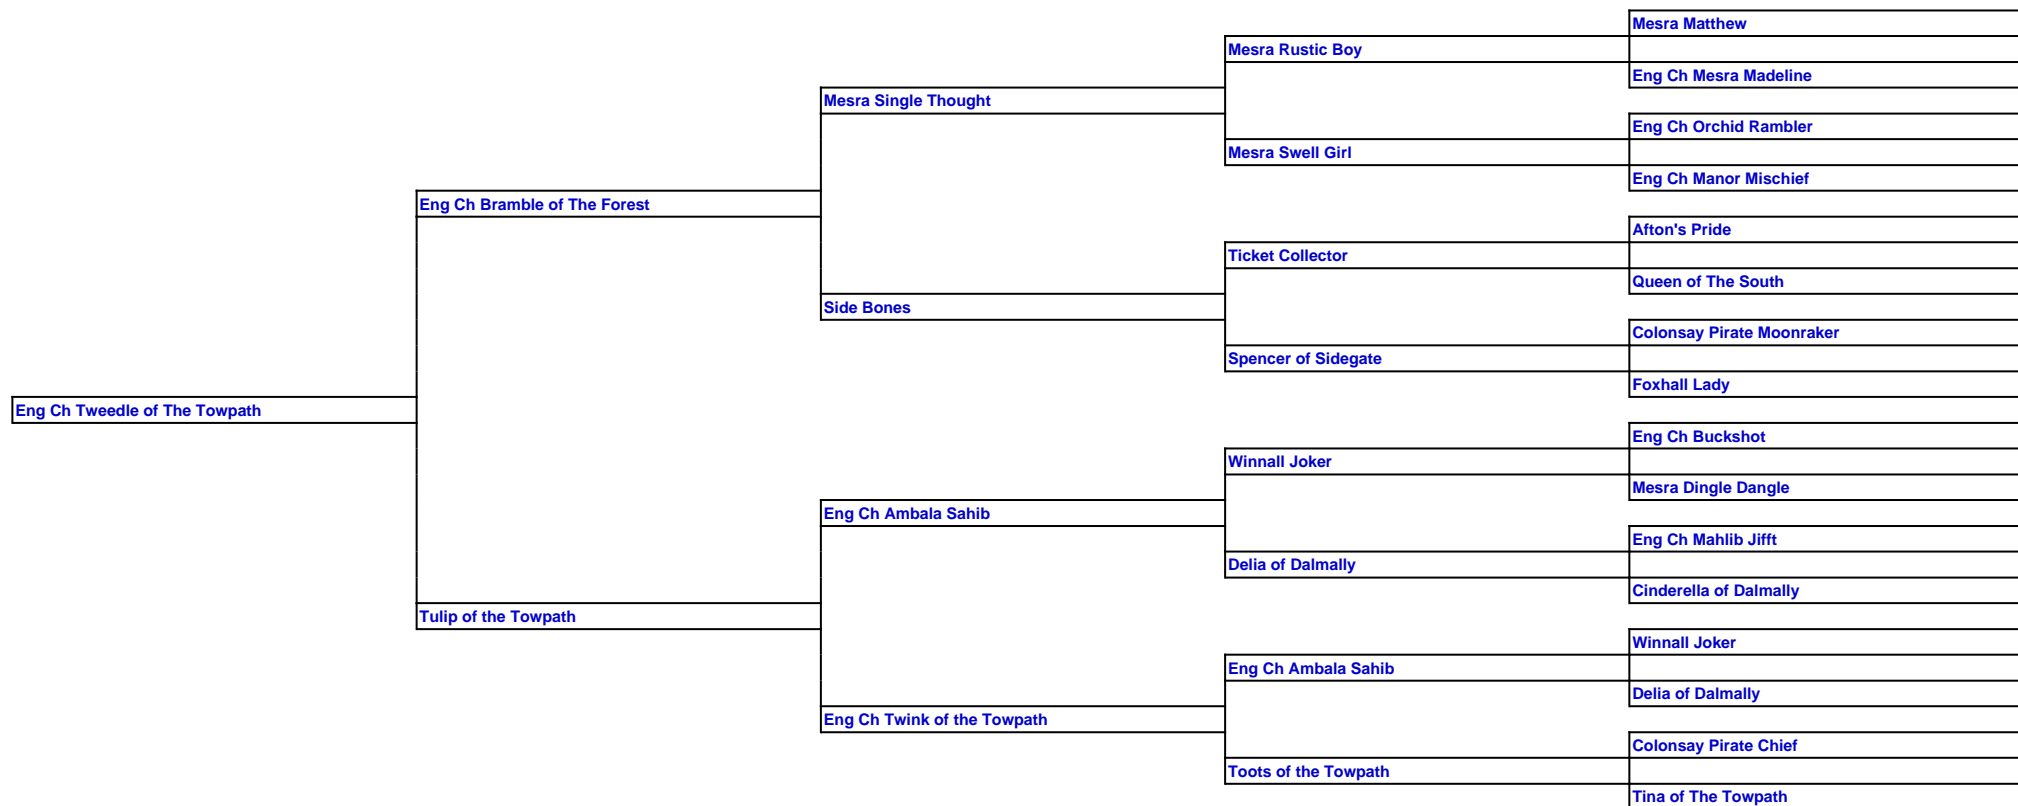 Mesra Matthew
Mesra Rustic Boy
Eng Ch Mesra Madeline
Mesra Single Thought
Eng Ch Orchid Rambler
Mesra Swell Girl
Eng Ch Manor Mischief
Eng Ch Bramble of The Forest
Afton's Pride
Ticket Collector
Queen of The South
Side Bones
Colonsay Pirate Moonraker
Spencer of Sidegate
Foxhall Lady
Eng Ch Tweedle of The Towpath
Eng Ch Buckshot
Winnall Joker
Mesra Dingle Dangle
Eng Ch Ambala Sahib
Eng Ch Mahlib Jifft
Delia of Dalmally
Cinderella of Dalmally
Tulip of the Towpath
Winnall Joker
Eng Ch Ambala Sahib
Delia of Dalmally
Eng Ch Twink of the Towpath
Colonsay Pirate Chief
Toots of the Towpath
Tina of The Towpath